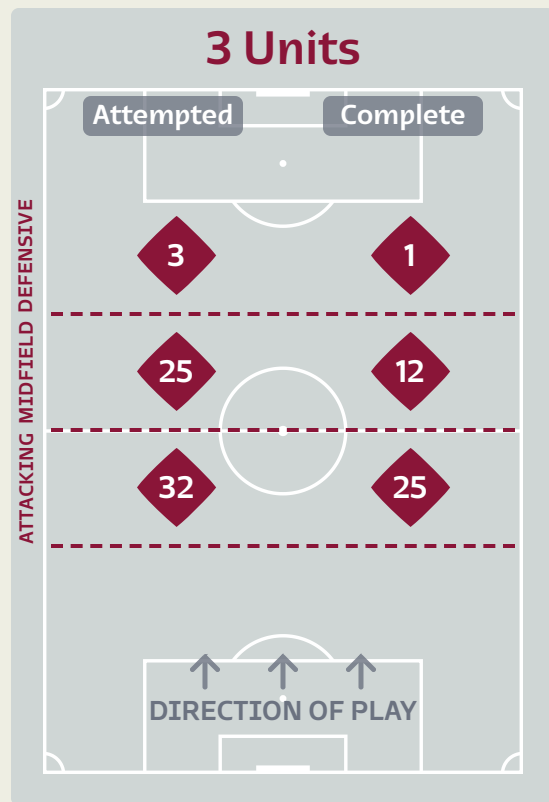 3 Units
Attempted Complete
ATTACKING MIDFIELD DEFENSIVE
3 1
25 12
32 25
DIRECTION OF PLAY